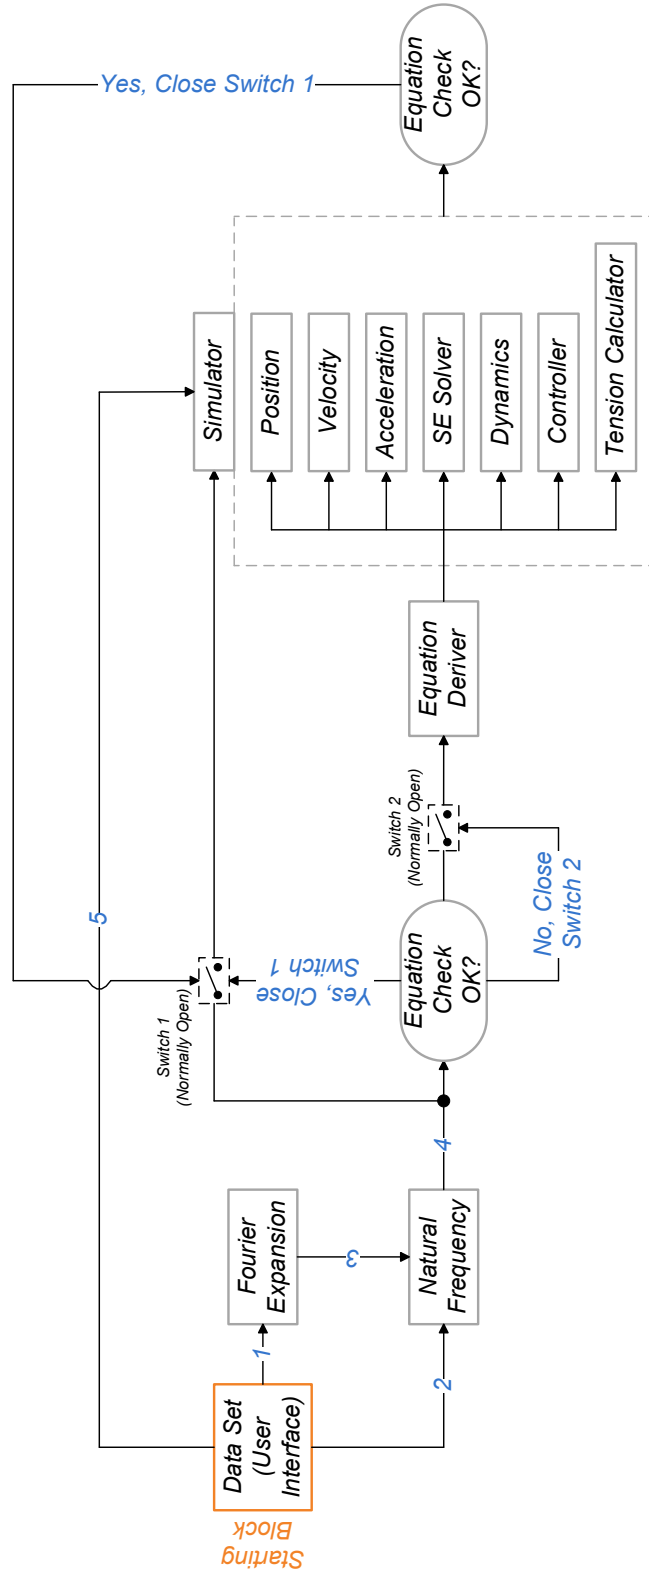 Starting
Block
Data Set
(User
Interface)
1
2
Fourier
Expansion
3
Natural
Frequency
4
5
Switch 1
(Normally Open)
Yes, Close
Switch 1
Equation
Check
OK?
No, Close
Switch 2
Switch 2
(Normally Open)
Equation
Deriver
Simulator
Position
Velocity
Acceleration
SE Solver
Dynamics
Controller
Tension Calculator
Equation
Check
OK?
Yes, Close Switch 1